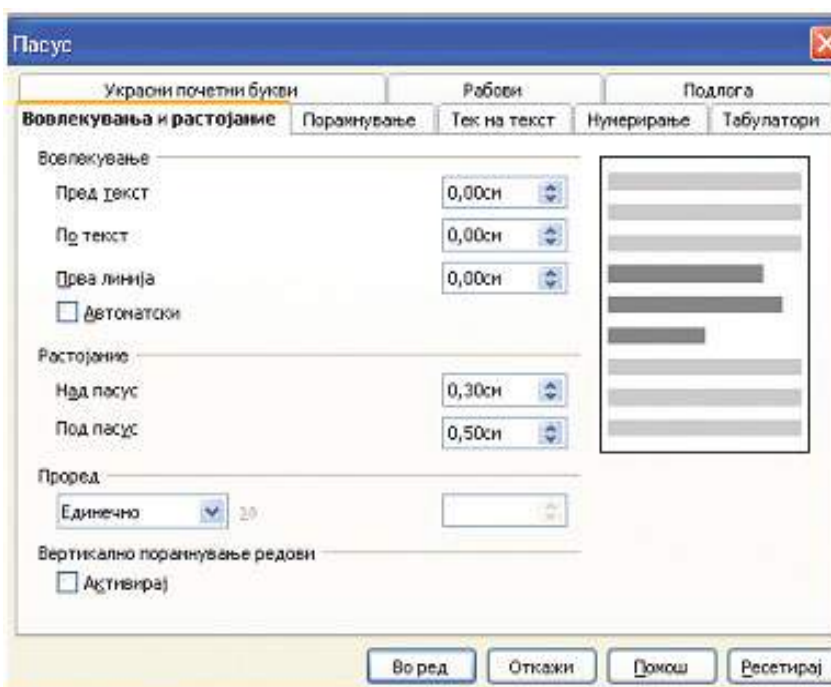 Пасус
Украсни почетни букви Рабови Подлога
Вовлекувања и растојание Порамнување Тек на текст Нумерирање Табулатори
Вовлекување
Пред текст 0,00см
По текст 0,00см
Прва линија 0,00см
Автоматски
Растојание
Над пасус 0,30см
Под пасус 0,50см
Проред
Единечно за
Вертикално порамнување редови
Активирај
Во ред Откажи Помош Ресетирај